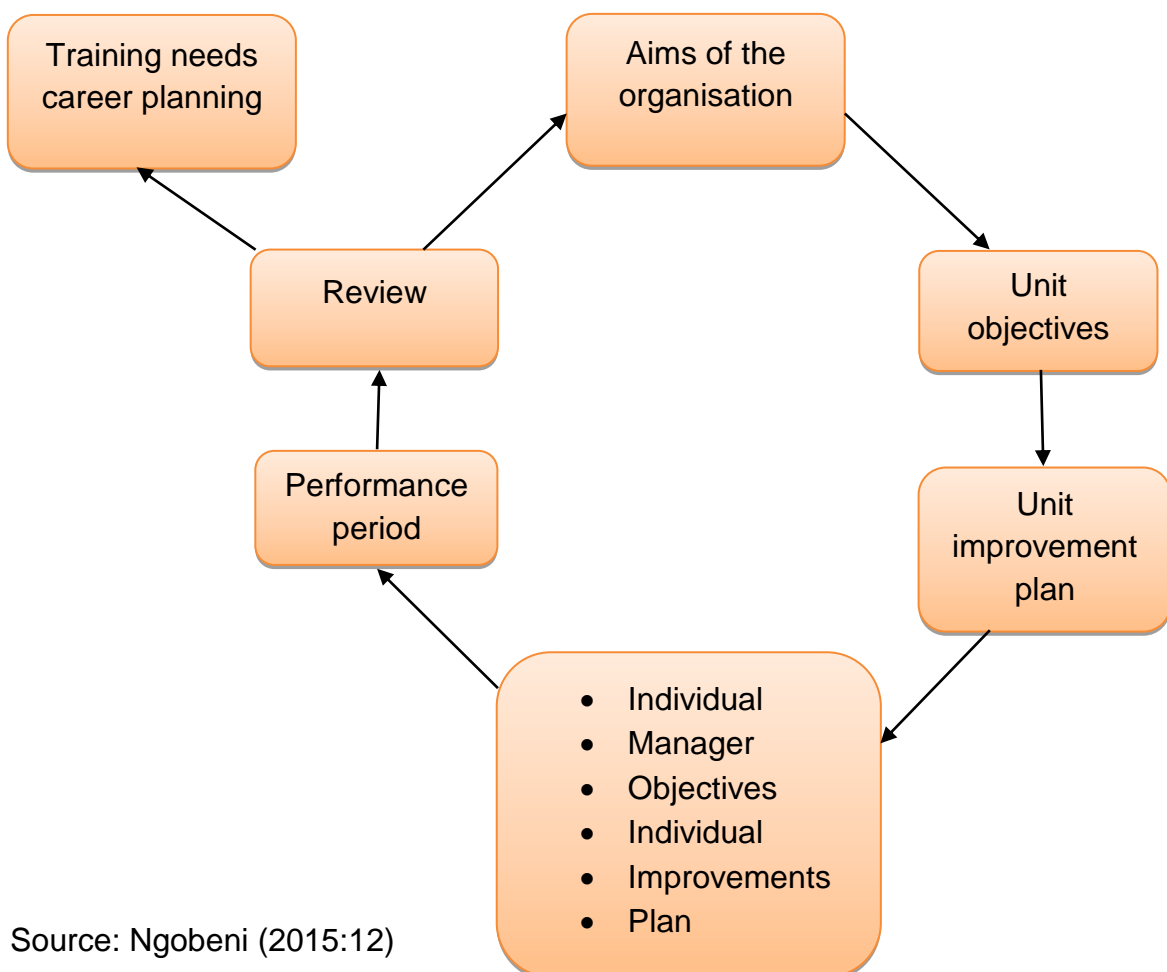 Training needs
career planning
Aims of the
organisation
Review
Unit
objectives
Performance
period
Unit
improvement
plan
• Individual
• Manager
• Objectives
• Individual
• Improvements
• Plan
Source: Ngobeni (2015:12)